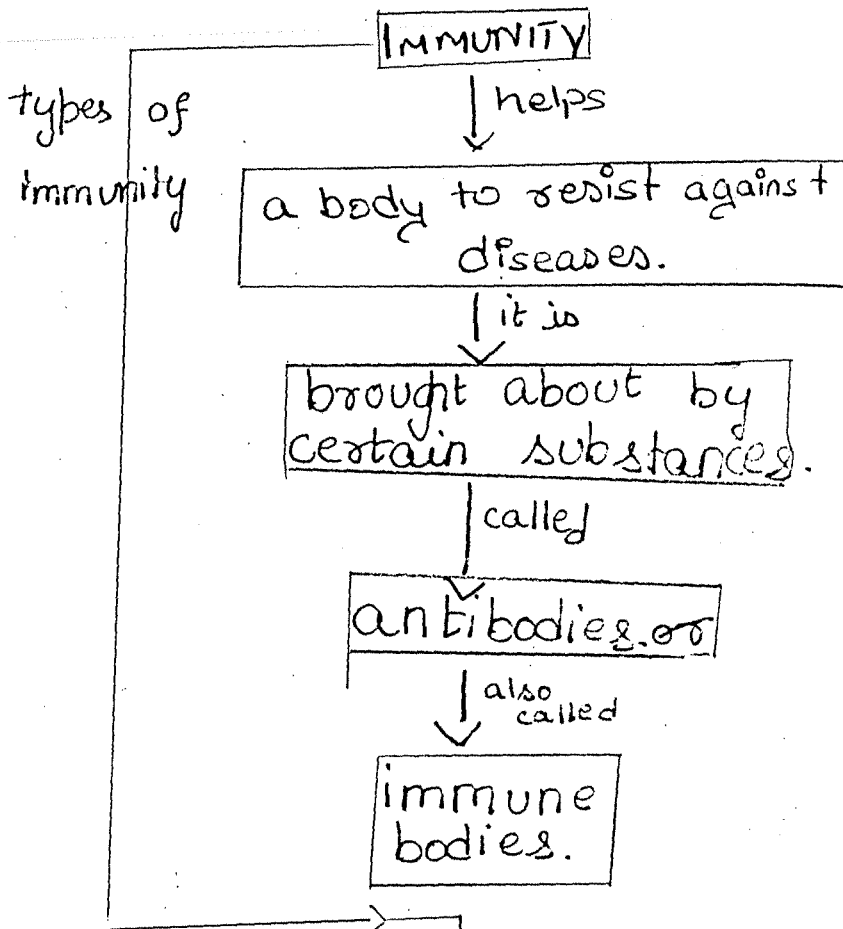 IMMUNITY
helps
types of
immunity
a body to resist against
diseases.
it is
brought about by
certain substances.
called
antibodies. or
also
called
immune
bodies.